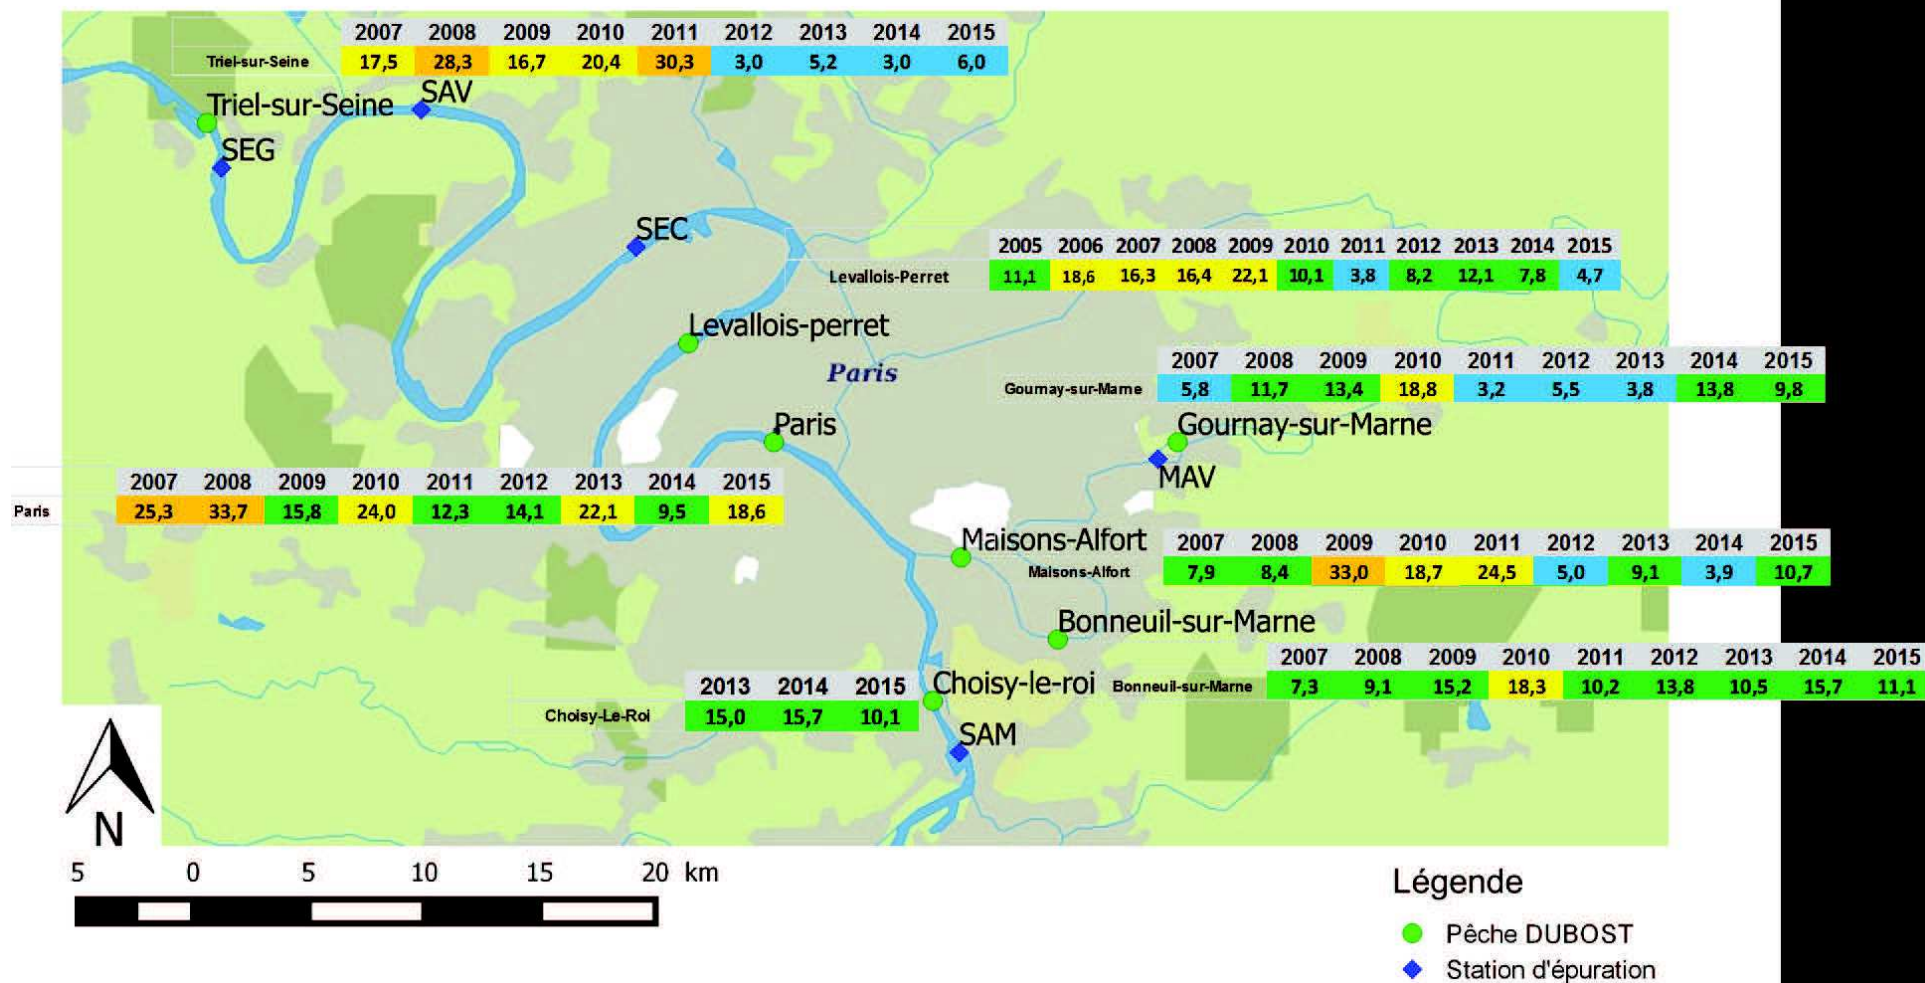 2007 2008 2009 2010 2011 2012 2013 2014 2015
Triel-sur-Seine 17,5 28,3 16,7 20,4 30,3 3,0 5,2 3,0 6,0
Triel-sur-Seine
SAV
SEG
SEC
2005 2006 2007 2008 2009 2010 2011 2012 2013 2014 2015
Levallois-Perret 11,1 18,6 16,3 16,4 22,1 10,1 3,8 8,2 12,1 7,8 4,7
Levallois-perret
Paris
2007 2008 2009 2010 2011 2012 2013 2014 2015
Gournay-sur-Marne 5,8 11,7 13,4 18,8 3,2 5,5 3,8 13,8 9,8
Paris
Gournay-sur-Marne
MAV
2007 2008 2009 2010 2011 2012 2013 2014 2015
Paris 25,3 33,7 15,8 24,0 12,3 14,1 22,1 9,5 18,6
Maisons-Alfort
2007 2008 2009 2010 2011 2012 2013 2014 2015
Maisons-Alfort 7,9 8,4 33,0 18,7 24,5 5,0 9,1 3,9 10,7
Bonneuil-sur-Marne
2007 2008 2009 2010 2011 2012 2013 2014 2015
Bonneuil-sur-Marne 7,3 9,1 15,2 18,3 10,2 13,8 10,5 15,7 11,1
2013 2014 2015
Choisy-Le-Roi 15,0 15,7 10,1
Choisy-le-roi
SAM
N
5 0 5 10 15 20 km
Légende
Pêche DUBOST
Station d'épuration